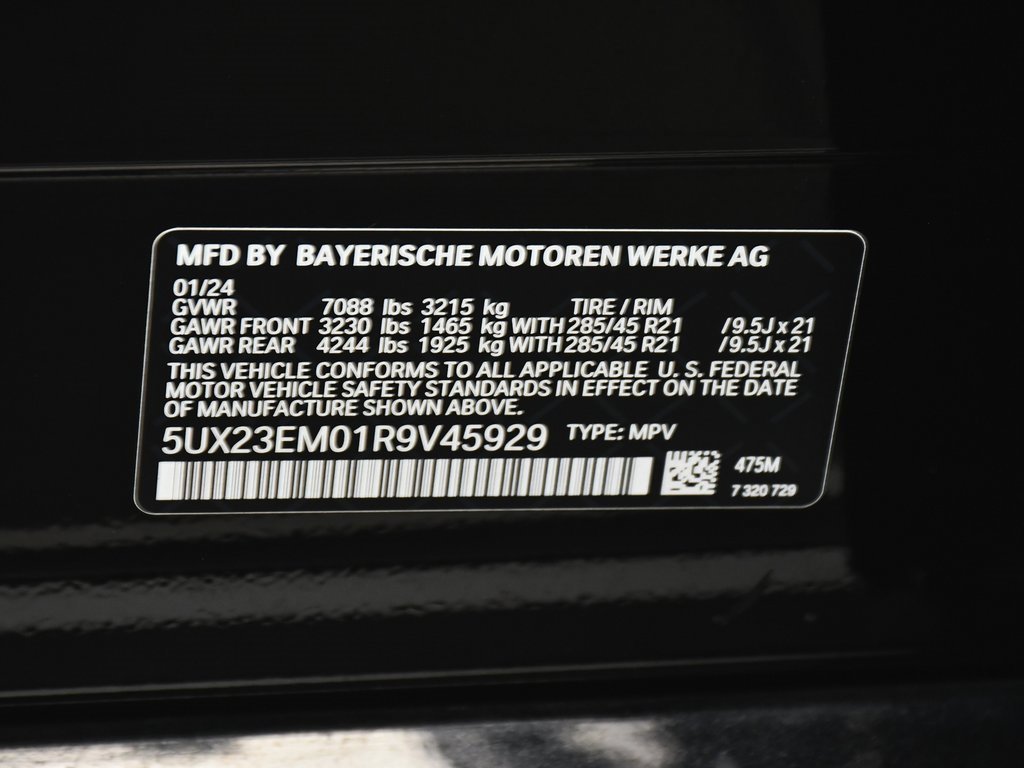 MFD BY BAYERISCHE MOTOREN WERKE AG
01/24
GVWR 7088 lbs 3215 kg TIRE / RIM
GAWR FRONT 3230 lbs 1465 kg WITH 285/45 R21 / 9.5J x 21
GAWR REAR 4244 lbs 1925 kg WITH 285/45 R21 / 9.5J x 21
THIS VEHICLE CONFORMS TO ALL APPLICABLE U. S. FEDERAL
MOTOR VEHICLE SAFETY STANDARDS IN EFFECT ON THE DATE
OF MANUFACTURE SHOWN ABOVE.
5UX23EM01R9V45929 TYPE: MPV
475M
7 320 729